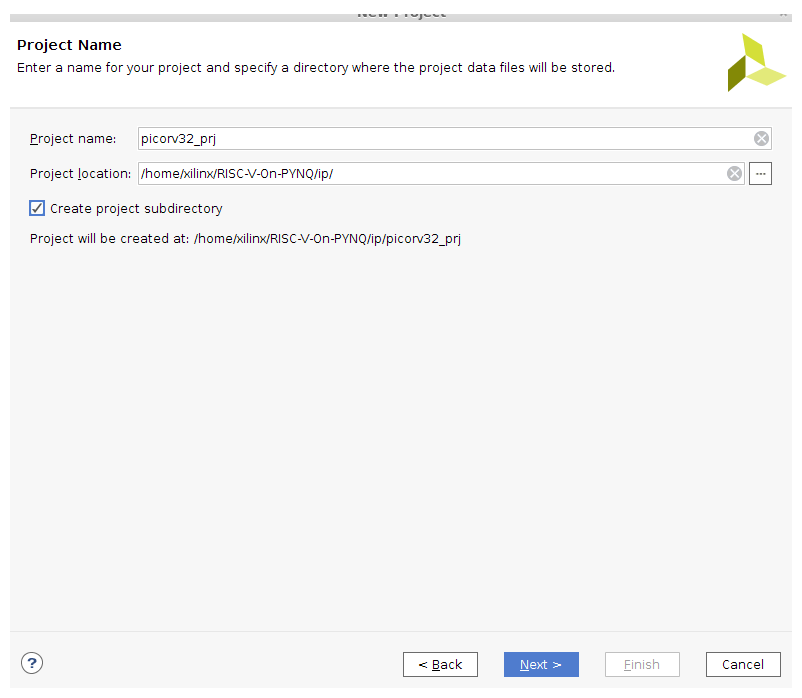 New Project
Project Name
Enter a name for your project and specify a directory where the project data files will be stored.
Project name: picorv32_prj
Project location: /home/xilinx/RISC-V-On-PYNQ/ip/ ...
Create project subdirectory
Project will be created at: /home/xilinx/RISC-V-On-PYNQ/ip/picorv32_prj
? < Back Next > Finish Cancel